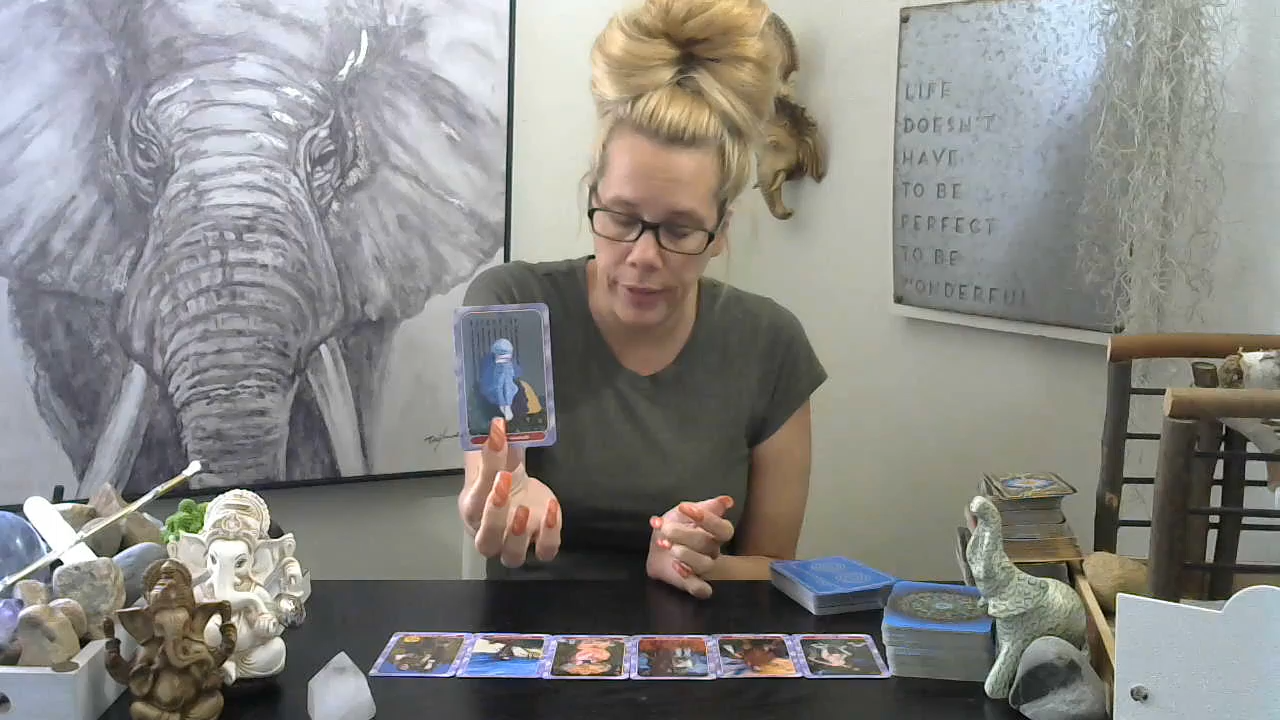 LIFE
DOESN'T
HAVE
TO BE
PERFECT
TO BE
WONDERFUL